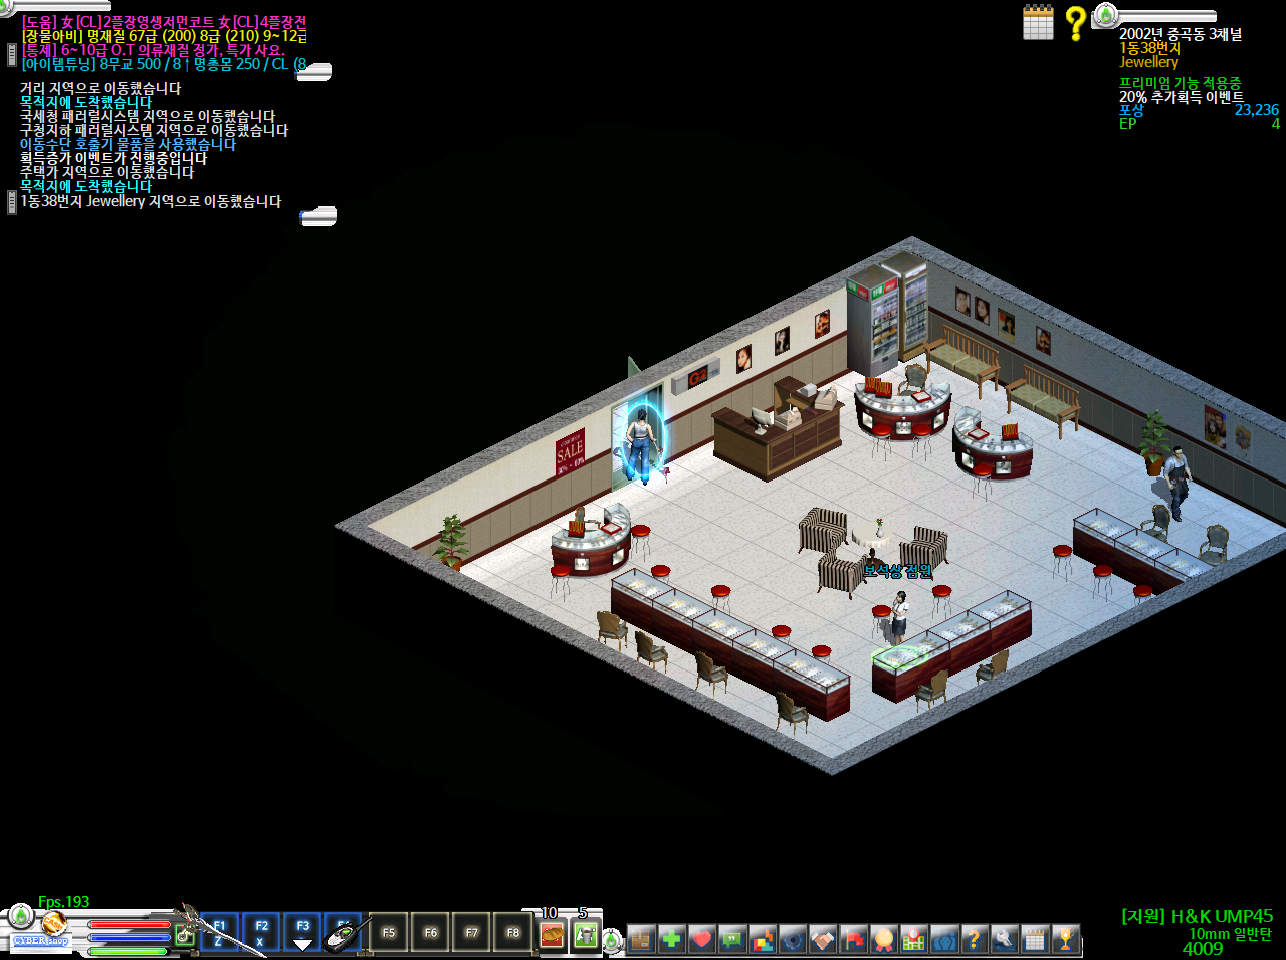 [도움] 女[CL]2플장영생저먼코트 女[CL]4플장전
[장물아비] 명재질 67급 (200) 8급 (210) 9~12급
[통제] 6~10급 O.T 의류재질 정가, 특가 사요.
[아이템튜닝] 8무교 500 / 8↑명총몸 250 / CL (8
거리 지역으로 이동했습니다
목적지에 도착했습니다
국세청 패러럴시스템 지역으로 이동했습니다
구청지하 패러럴시스템 지역으로 이동했습니다
이동수단 호출기 물품을 사용했습니다
획득증가 이벤트가 진행중입니다
주택가 지역으로 이동했습니다
목적지에 도착했습니다
1동38번지 Jewellery 지역으로 이동했습니다
2002년 중곡동 3채널
1동38번지
Jewellery
프리미엄 기능 적용중
20% 추가획득 이벤트
포상 23,236
EP 4
SALE
보석상 점원
Fps.193
CYBER shop
F1
Z
F2
X
F3
F5
F6
F7
F8
10
5
[지원] H&K UMP45
10mm 일반탄
4009